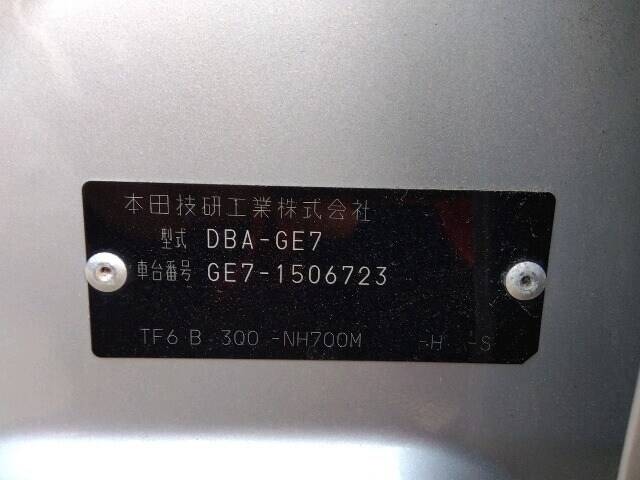 本田技研工業株式会社
型式 DBA-GE7
車台番号 GE7-1506723
TF6 B-300 -NH700M -H -S